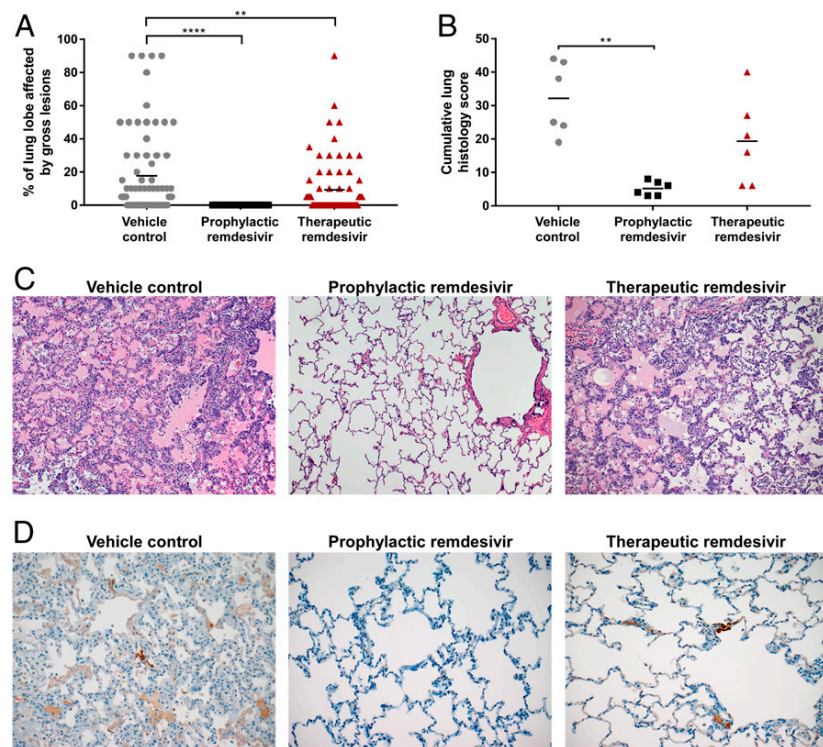 A
**
****
% of lung lobe affected
by gross lesions
100
80
60
40
20
0
Vehicle
control
Prophylactic
remdesivir
Therapeutic
remdesivir
B
**
Cumulative lung
histology score
50
40
30
20
10
0
Vehicle
control
Prophylactic
remdesivir
Therapeutic
remdesivir
C
Vehicle control
Prophylactic remdesivir
Therapeutic remdesivir
D
Vehicle control
Prophylactic remdesivir
Therapeutic remdesivir